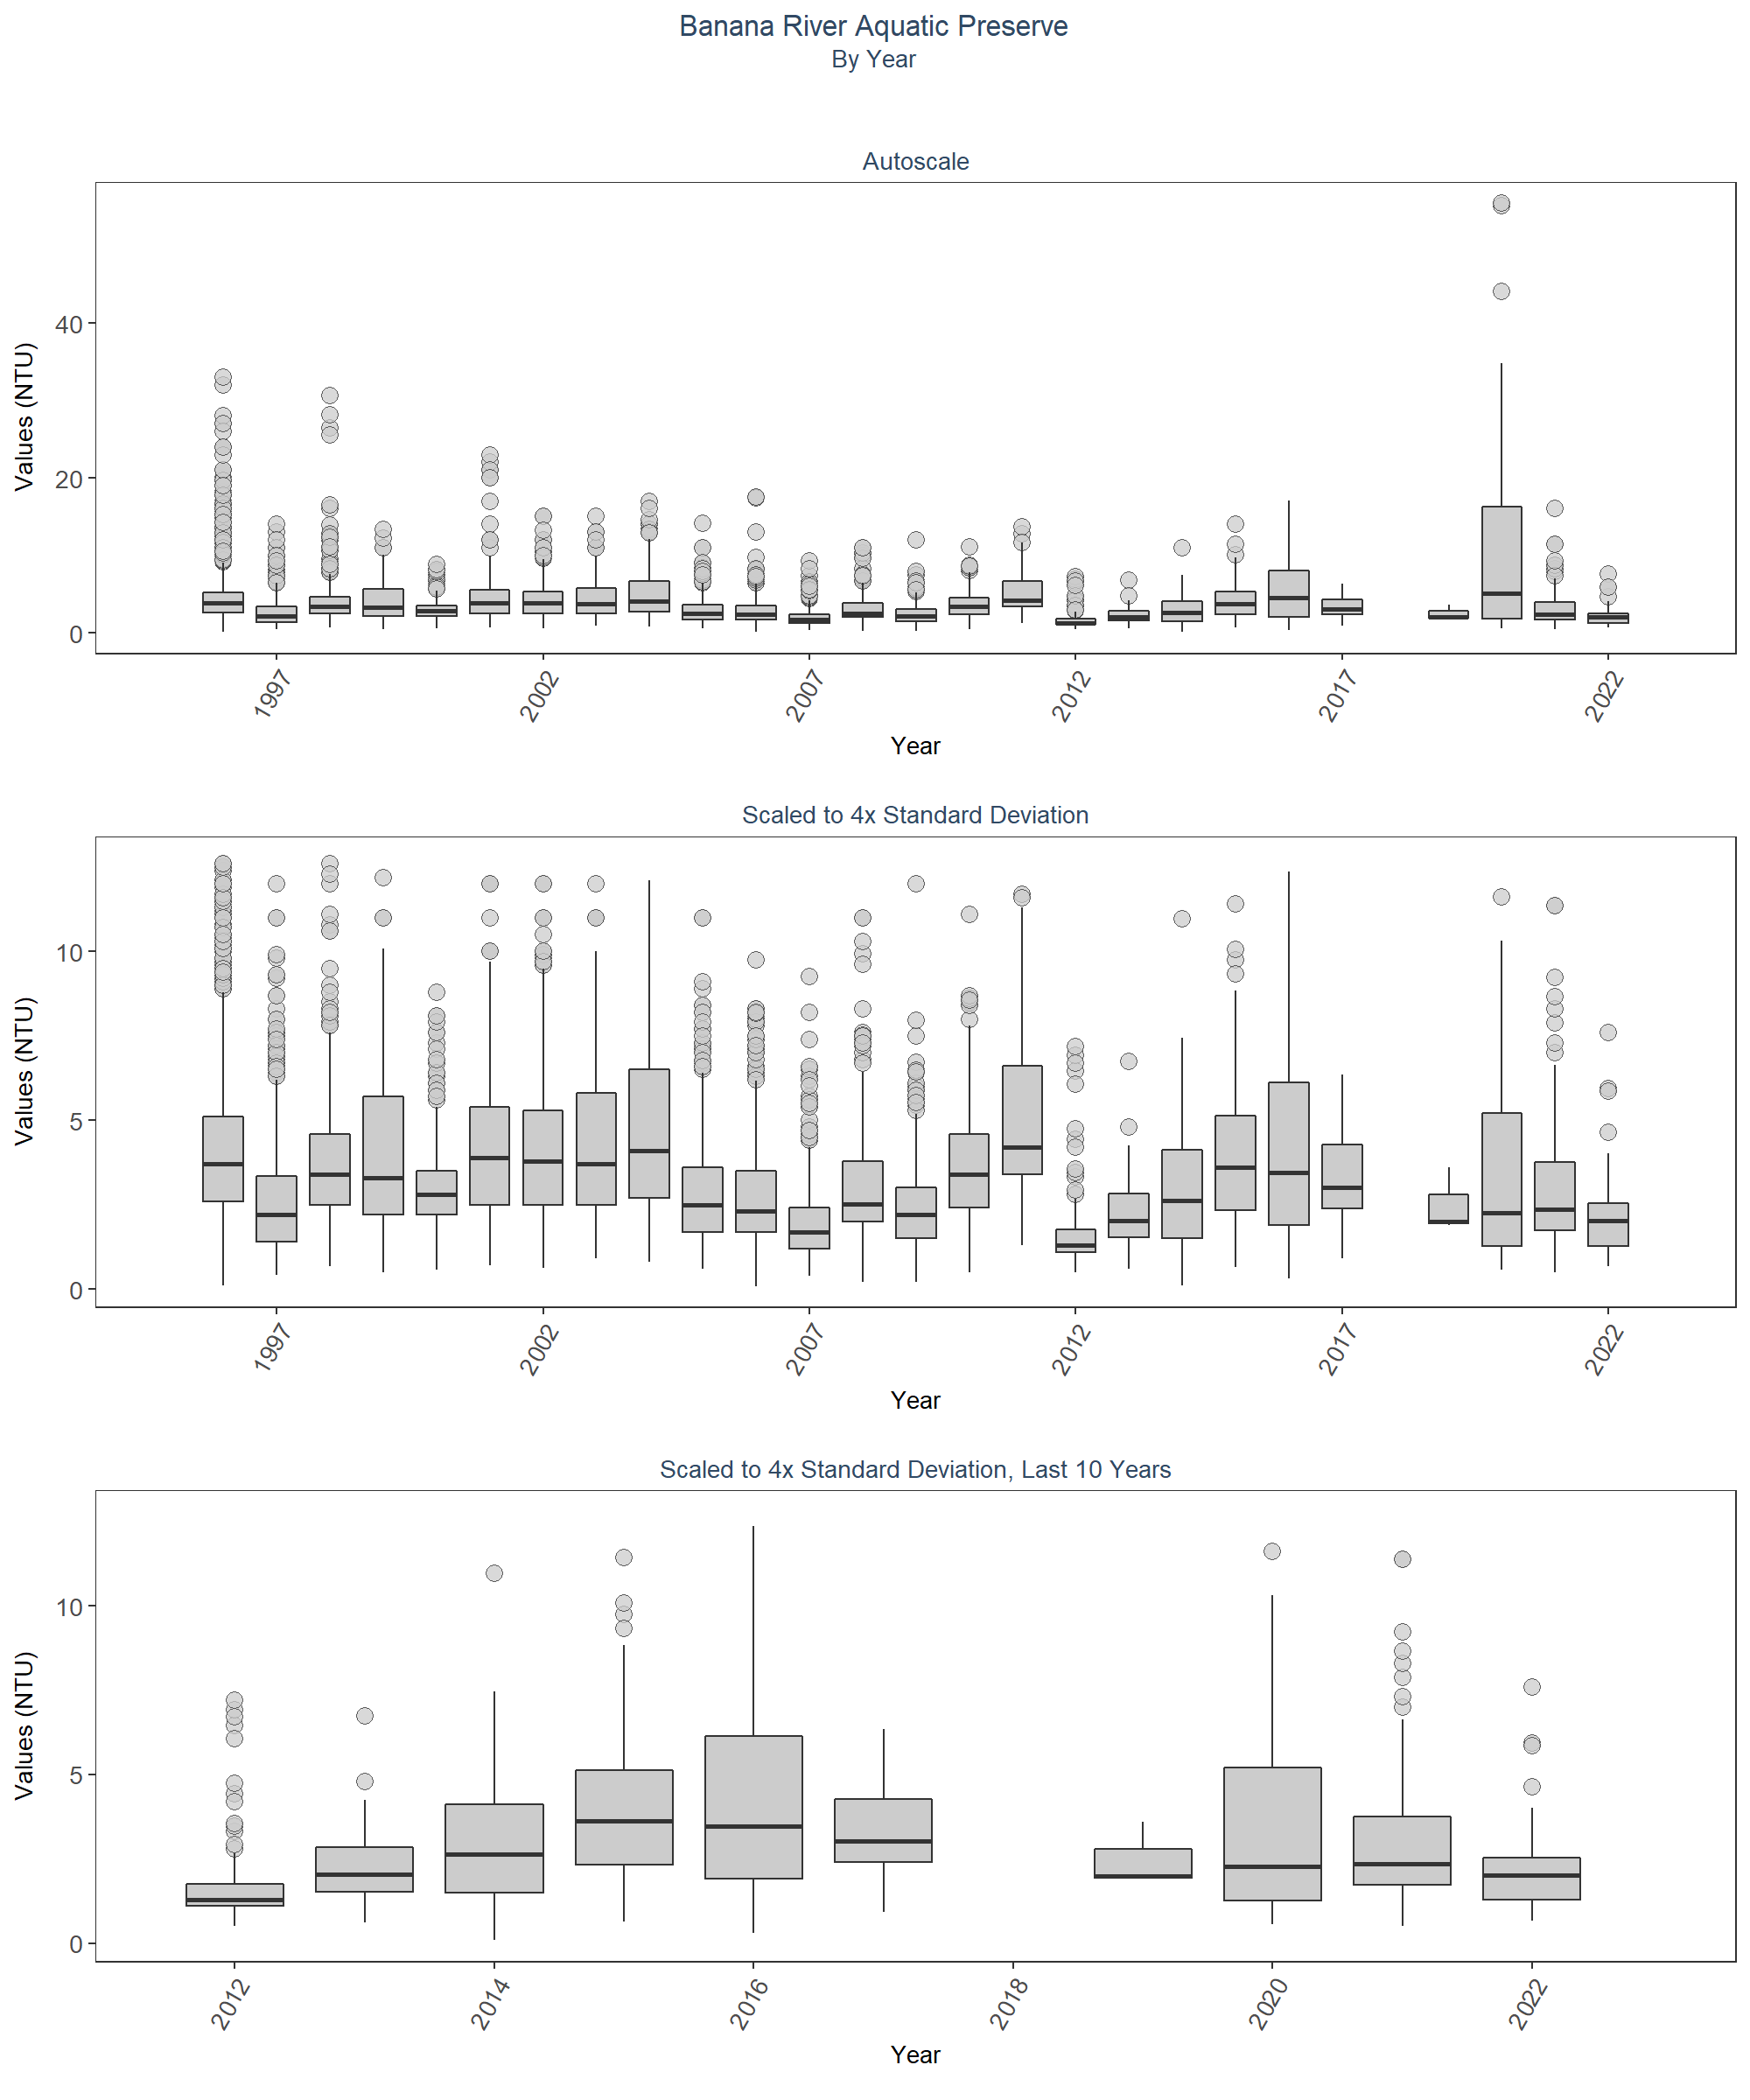 Banana River Aquatic Preserve
By Year
Autoscale
Values (NTU)
40
20
0
1997 2002 2007 2012 2017 2022
Year
Scaled to 4x Standard Deviation
Values (NTU)
10
5
0
1997 2002 2007 2012 2017 2022
Year
Scaled to 4x Standard Deviation, Last 10 Years
Values (NTU)
10
5
0
2012 2014 2016 2018 2020 2022
Year